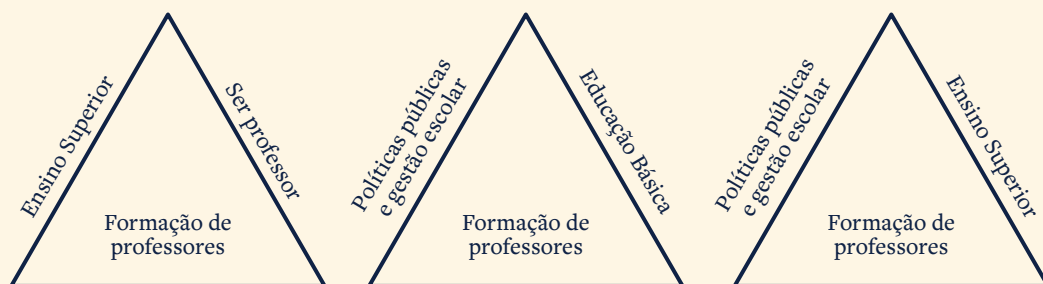 Ensino Superior
Ser professor
Formação de
professores
Políticas públicas
e gestão escolar
Educação Básica
Formação de
professores
Políticas públicas
e gestão escolar
Ensino Superior
Formação de
professores